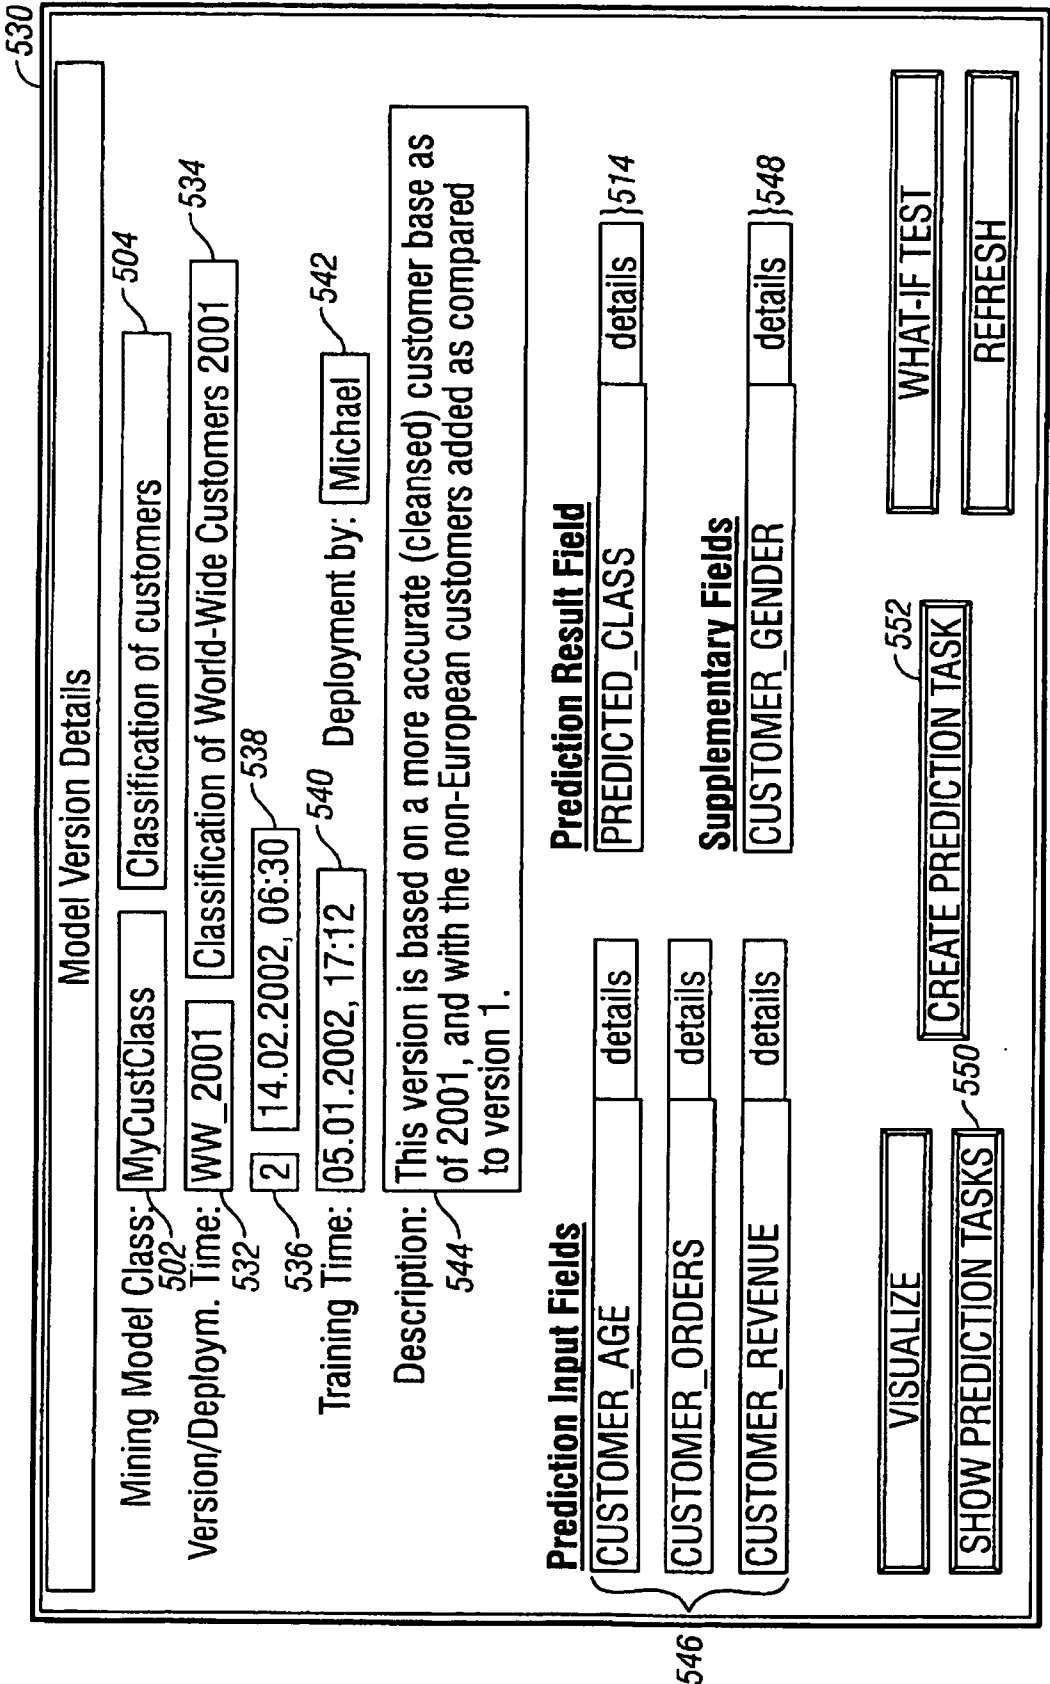 530
Model Version Details
Mining Model Class: MyCustClass Classification of customers 504
502
Version/Deploym. Time: WW_2001 Classification of World-Wide Customers 2001 534
532
2 14.02.2002, 06:30 538
536
Training Time: 05.01.2002, 17:12 540 Deployment by: Michael 542
Description: This version is based on a more accurate (cleansed) customer base as
of 2001, and with the non-European customers added as compared
to version 1.
544
Prediction Input Fields Prediction Result Field
CUSTOMER_AGE details PREDICTED_CLASS details }514
CUSTOMER_ORDERS details
546
Supplementary Fields
CUSTOMER_REVENUE details CUSTOMER_GENDER details }548
VISUALIZE WHAT-IF TEST
552
SHOW PREDICTION TASKS 550 CREATE PREDICTION TASK REFRESH